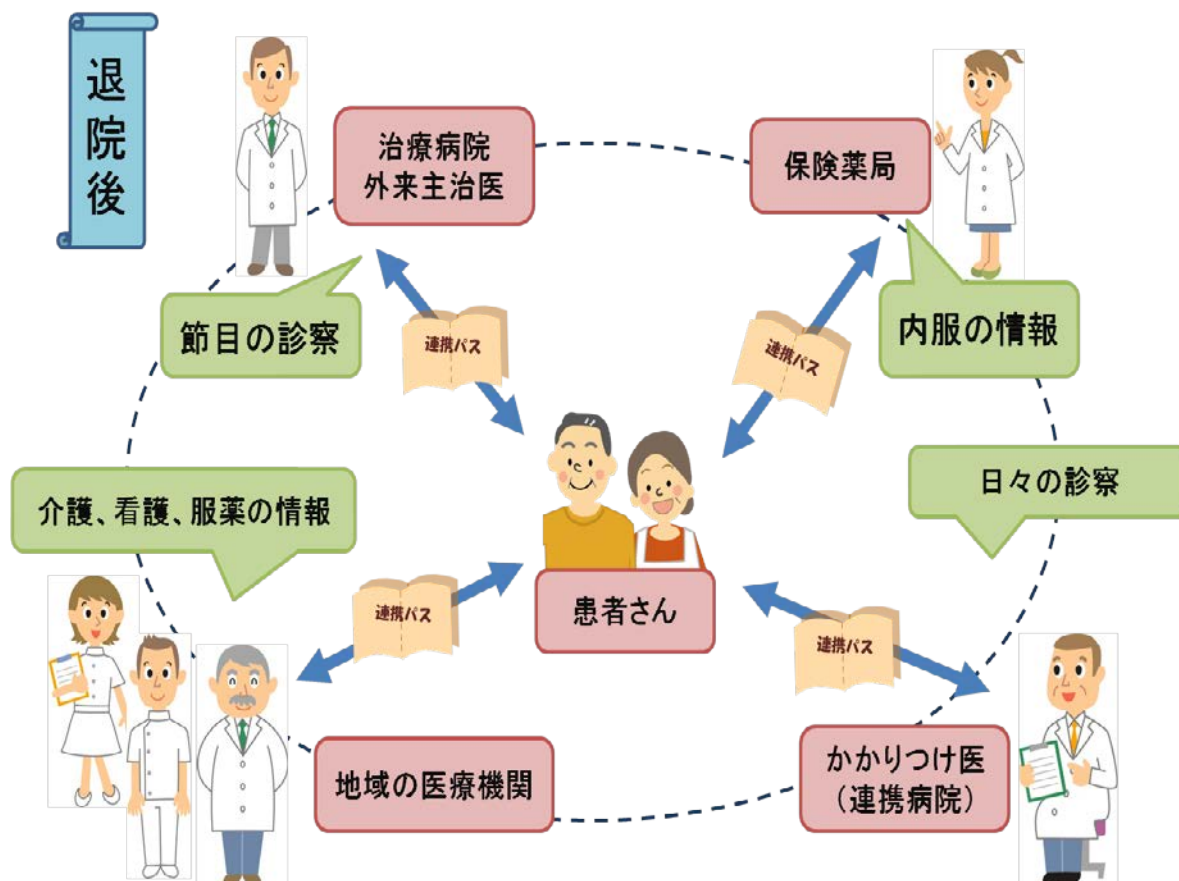 退院後
治療病院
外来主治医
保険薬局
節目の診察
連携パス
連携パス
内服の情報
介護、看護、服薬の情報
日々の診察
連携パス
患者さん
連携パス
地域の医療機関
かかりつけ医
（連携病院）